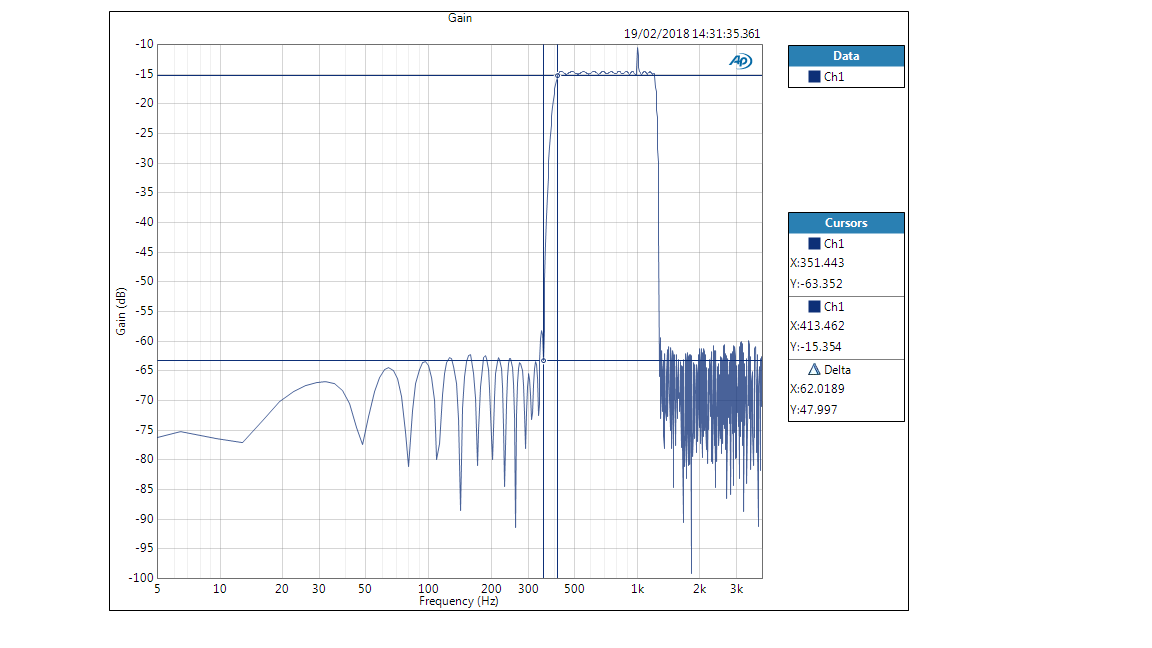 Gain
19/02/2018 14:31:35.361
AP
-10
-15
-20
-25
-30
-35
-40
-45
-50
-55
-60
-65
-70
-75
-80
-85
-90
-95
-100
Gain (dB)
5 10 20 30 50 100 200 300 500 1k 2k 3k
Frequency (Hz)
Data
Ch1
Cursors
Ch1
X:351.443
Y:-63.352
Ch1
X:413.462
Y:-15.354
Delta
X:62.0189
Y:47.997